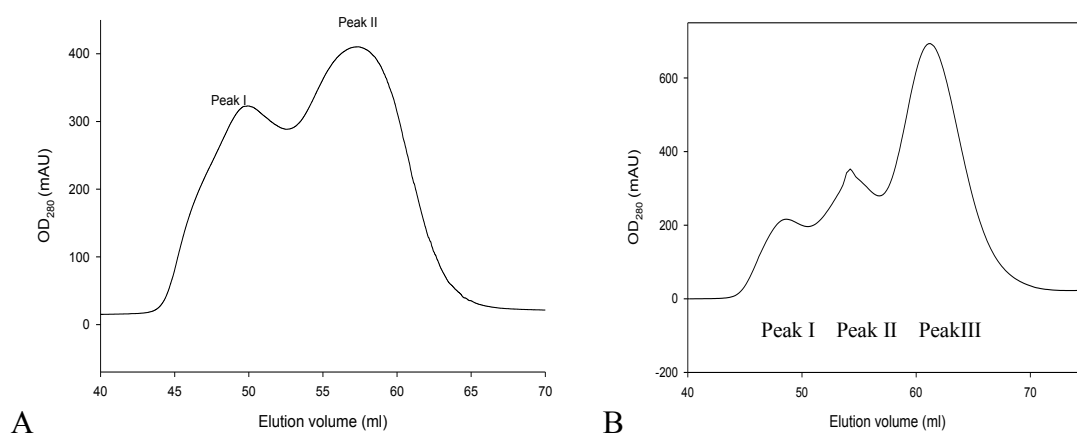 Peak II
Peak I
400
300
200
100
0
OD280 (mAU)
40 45 50 55 60 65 70
Elution volume (ml)
A
600
400
200
0
-200
OD280 (mAU)
Peak I Peak II PeakIII
40 50 60 70
Elution volume (ml)
B